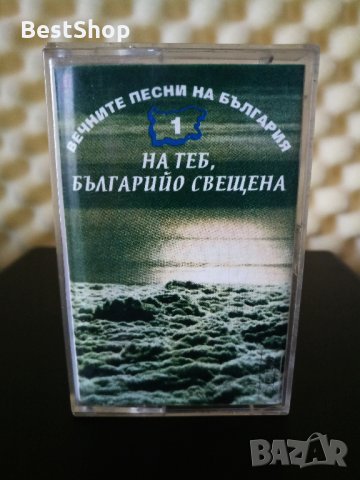 BestShop
ВЕЧНИТЕ ПЕСНИ НА БЪЛГАРИЯ
1
НА ТЕБ,
БЪЛГАРИЙО СВЕЩЕНА
BAZAR